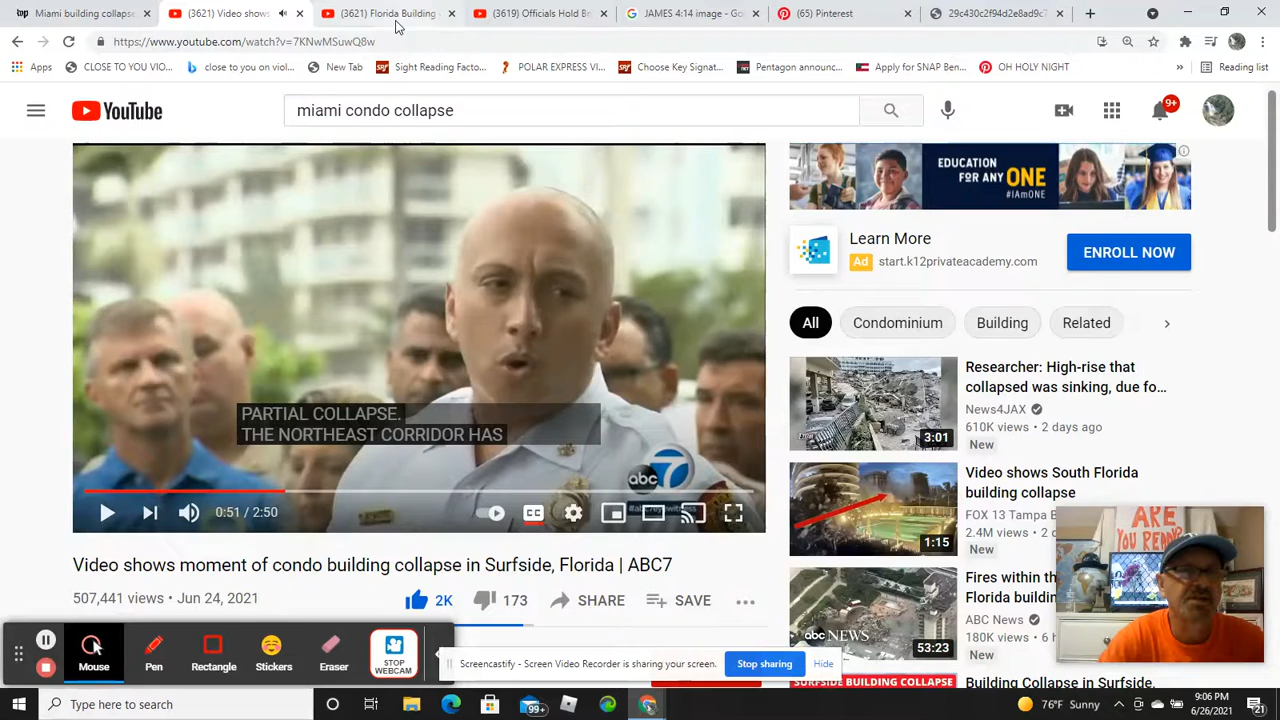 Miami building collapse
(3621) Video shows
(3621) Florida Building
(3619) Officials Hold Br
JAMES 4:14 image - Go
(65) Pinterest
29c430c2f94d2e8ad9c7
https://www.youtube.com/watch?v=7KNwMSuwQ8w
Apps
CLOSE TO YOU VIO...
close to you on viol...
New Tab
Sight Reading Facto...
POLAR EXPRESS VI...
Choose Key Signat...
Pentagon announc...
Apply for SNAP Ben...
OH HOLY NIGHT
»
Reading list
YouTube
miami condo collapse
9+
EDUCATION
FOR ANY ONE
#IAmONE
Learn More
Ad start.k12privateacademy.com
ENROLL NOW
All
Condominium
Building
Related
PARTIAL COLLAPSE.
THE NORTHEAST CORRIDOR HAS
abc 7
0:51 / 2:50
CC
Video shows moment of condo building collapse in Surfside, Florida | ABC7
507,441 views • Jun 24, 2021
2K
173
SHARE
SAVE
Researcher: High-rise that
collapsed was sinking, due fo...
News4JAX
610K views • 2 days ago
New
3:01
Video shows South Florida
building collapse
FOX 13 Tampa B
2.4M views • 2 d
New
1:15
Fires within th
Florida buildin
ABC News
180K views • 6 h
New
abc NEWS
53:23
SURFSIDE BUILDING COLLAPSE
Building Collapse in Surfside,
ARE
YOU READY
Mouse
Pen
Rectangle
Stickers
Eraser
STOP
WEBCAM
Screencastify - Screen Video Recorder is sharing your screen.
Stop sharing
Hide
Type here to search
99+
76°F Sunny
9:06 PM
6/26/2021
21